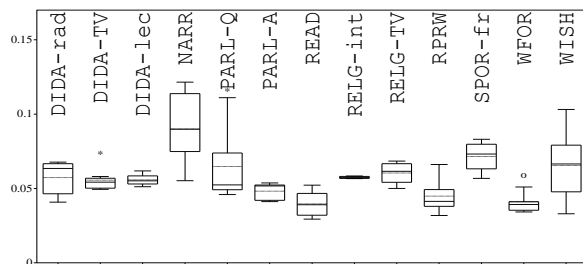 0.15
0.1
0.05
0
DIDA-rad
DIDA-TV
DIDA-lec
NARR
PARL-Q
PARL-A
READ
RELG-int
RELG-TV
RPRW
SPOR-fr
WFOR
WISH